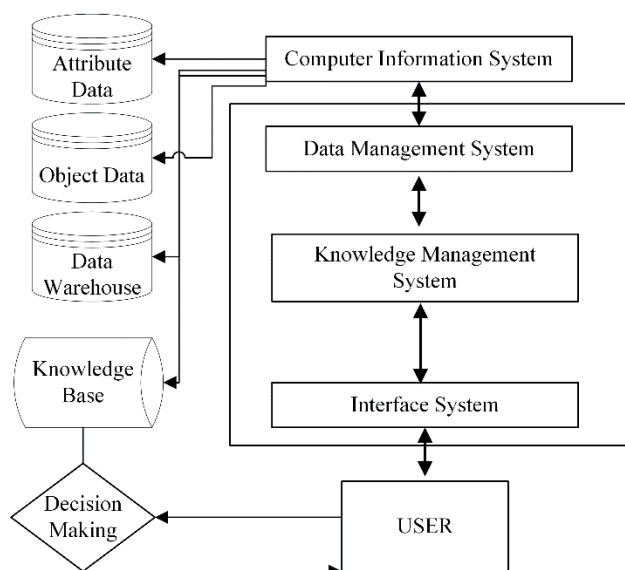 Attribute
Data
Computer Information System
Data Management System
Object Data
Data
Warehouse
Knowledge Management
System
Knowledge
Base
Interface System
Decision
Making
USER